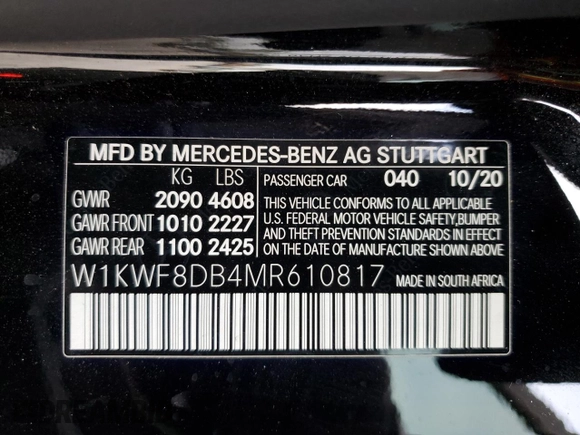 MFD BY MERCEDES-BENZ AG STUTTGART
KG LBS
GVWR 2090 4608
GAWR FRONT 1010 2227
GAWR REAR 1100 2425
PASSENGER CAR 040 10/20
THIS VEHICLE CONFORMS TO ALL APPLICABLE
U.S. FEDERAL MOTOR VEHICLE SAFETY,BUMPER
AND THEFT PREVENTION STANDARDS IN EFFECT
ON THE DATE OF MANUFACTURE SHOWN ABOVE.
W1KWF8DB4MR610817 MADE IN SOUTH AFRICA